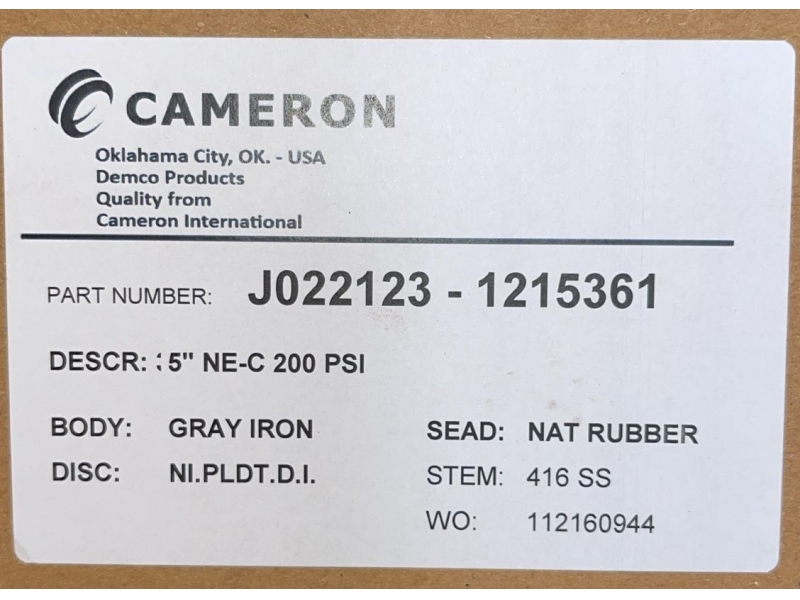 CAMERON
Oklahoma City, OK. - USA
Demco Products
Quality from
Cameron International
PART NUMBER: J022123 - 1215361
DESCR: 5" NE-C 200 PSI
BODY: GRAY IRON SEAD: NAT RUBBER
DISC: NI.PLDT.D.I. STEM: 416 SS
WO: 112160944